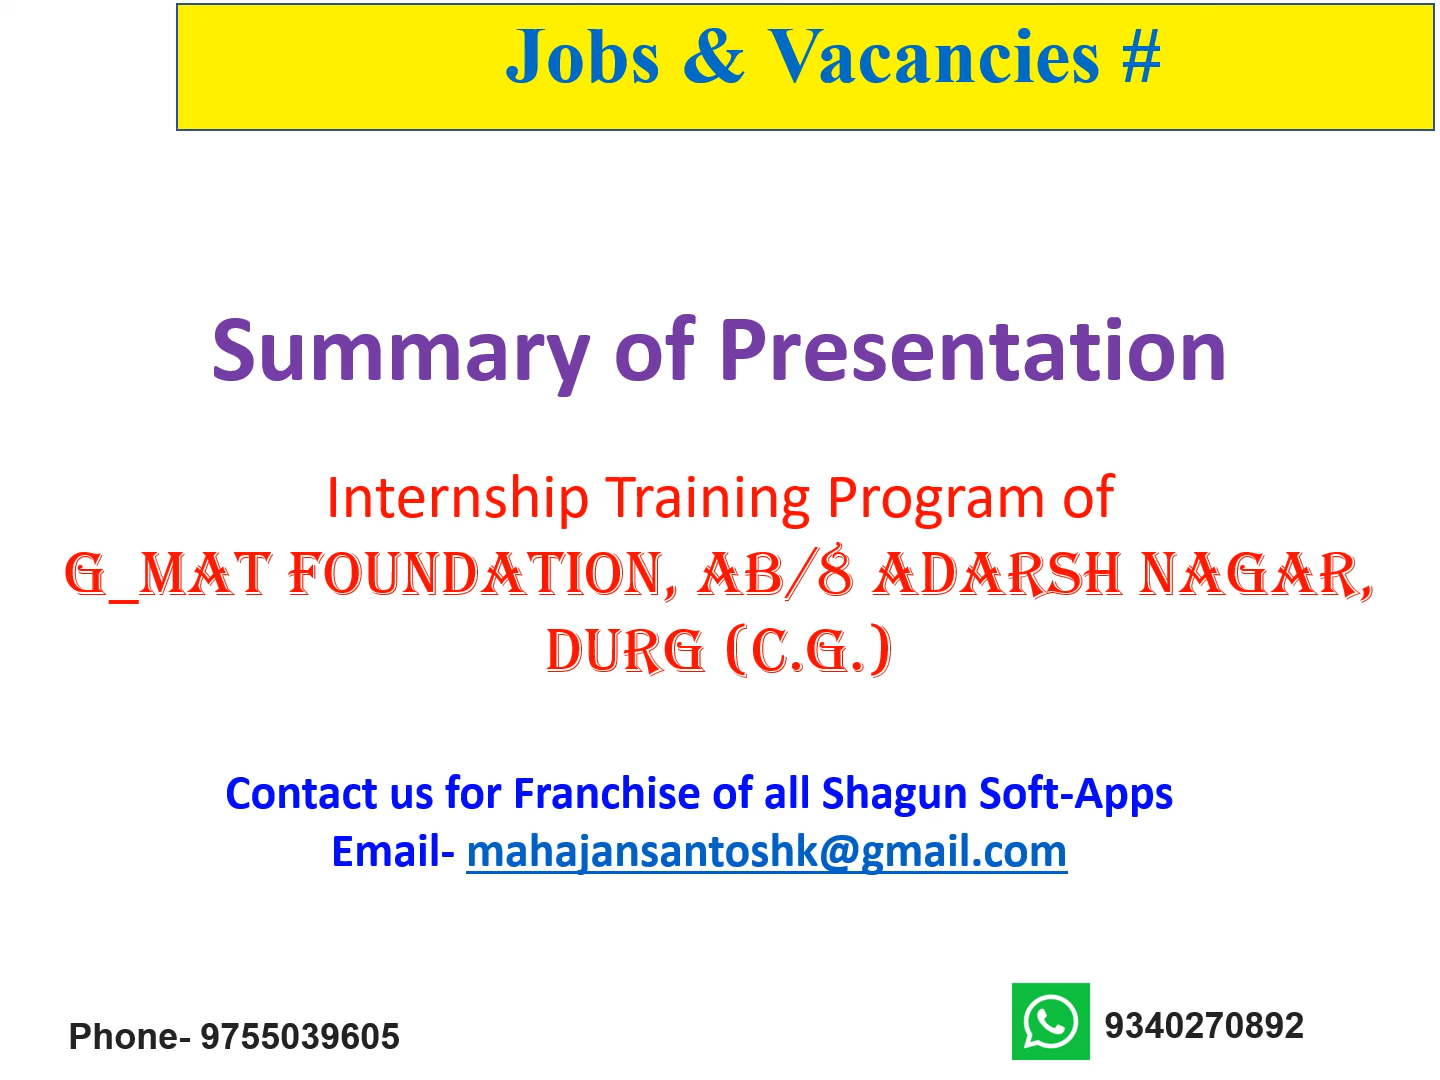 Jobs & Vacancies #
Summary of Presentation
Internship Training Program of
G_MAT FOUNDATION, AB/8 ADARSH NAGAR,
DURG (C.G.)
Contact us for Franchise of all Shagun Soft-Apps
Email- mahajansantoshk@gmail.com
Phone- 9755039605
9340270892